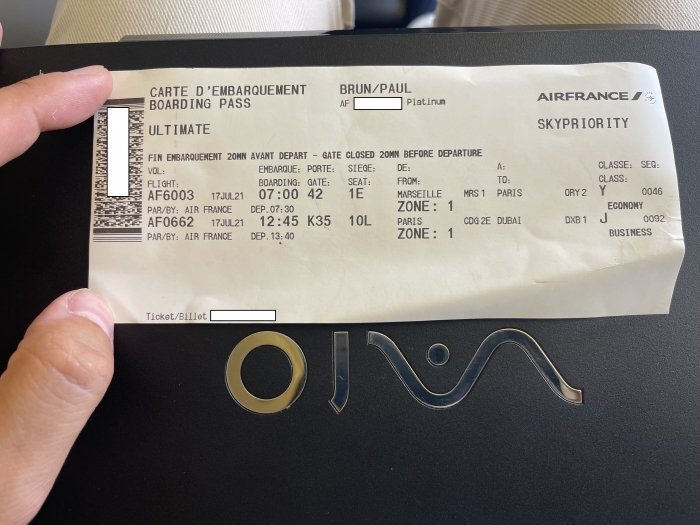 CARTE D'EMBARQUEMENT BRUN/PAUL
BOARDING PASS AF Platinum AIRFRANCE
ULTIMATE SKYPRIORITY
FIN EMBARQUEMENT 20MN AVANT DEPART - GATE CLOSED 20MN BEFORE DEPARTURE
VOL: EMBARQUE: PORTE: SIEGE: DE: A: CLASSE: SEQ:
FLIGHT: BOARDING: GATE: SEAT: FROM: TO: CLASS:
AF6003 17JUL21 07:00 42 1E MARSEILLE MRS 1 PARIS ORY 2 Y 0046
PAR/BY: AIR FRANCE DEP.07:30 ZONE: 1 ECONOMY
AF0662 17JUL21 12:45 K35 10L PARIS CDG 2E DUBAI DXB 1 J 0092
PAR/BY: AIR FRANCE DEP.13:40 ZONE: 1 BUSINESS
Ticket/Billet
VAIO